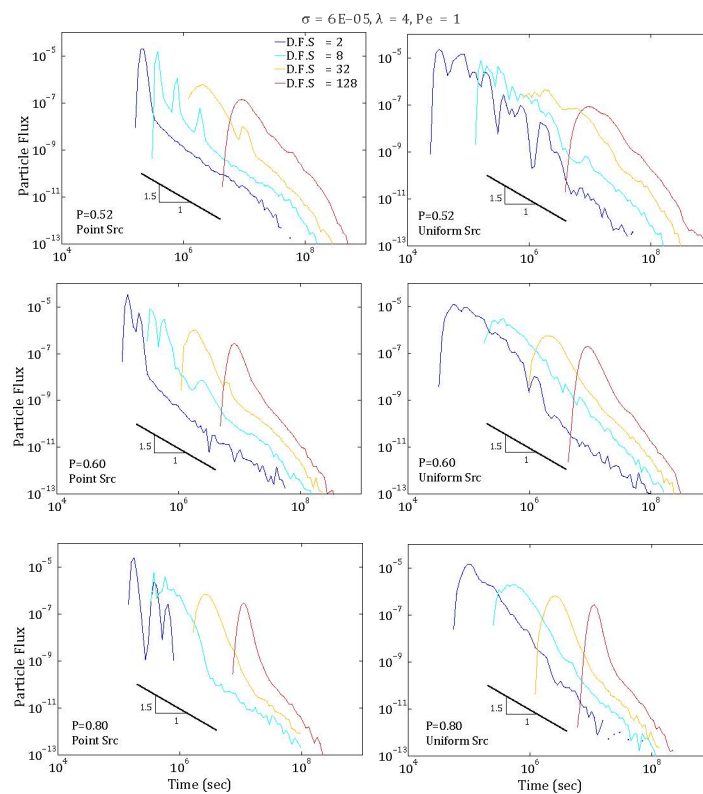 σ = 6E-05, λ = 4, Pe = 1
D.F.S = 2
D.F.S = 8
D.F.S = 32
D.F.S = 128
Particle Flux
10^-5
10^-7
10^-9
10^-11
10^-13
1.5
1
P=0.52
Point Src
10^4
10^6
10^8
10^-5
10^-7
10^-9
10^-11
10^-13
1.5
1
P=0.52
Uniform Src
10^4
10^6
10^8
Particle Flux
10^-5
10^-7
10^-9
10^-11
10^-13
1.5
1
P=0.60
Point Src
10^4
10^6
10^8
10^-5
10^-7
10^-9
10^-11
10^-13
1.5
1
P=0.60
Uniform Src
10^4
10^6
10^8
Particle Flux
10^-5
10^-7
10^-9
10^-11
10^-13
1.5
1
P=0.80
Point Src
10^4
10^6
10^8
Time (sec)
10^-5
10^-7
10^-9
10^-11
10^-13
1.5
1
P=0.80
Uniform Src
10^4
10^6
10^8
Time (sec)